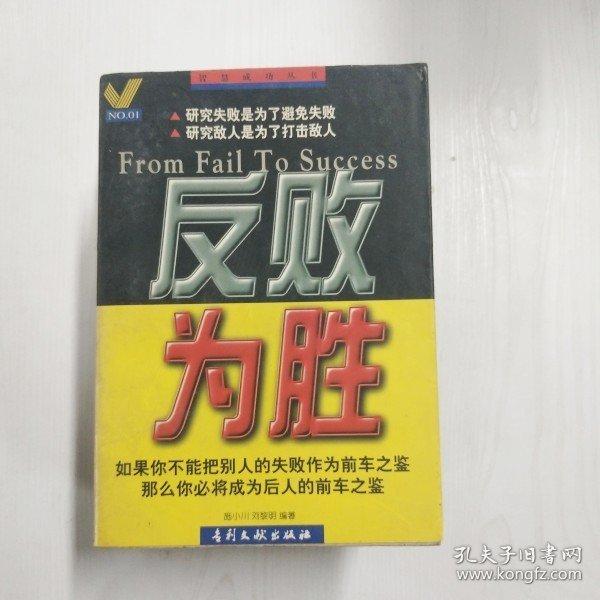 智慧成功丛书
NO.01
▲ 研究失败是为了避免失败
▲ 研究敌人是为了打击敌人
From Fail To Success
反败
为胜
如果你不能把别人的失败作为前车之鉴
那么你必将成为后人的前车之鉴
施小川 刘黎明 编著
专利文献出版社
孔夫子旧书网
www.kongfz.com